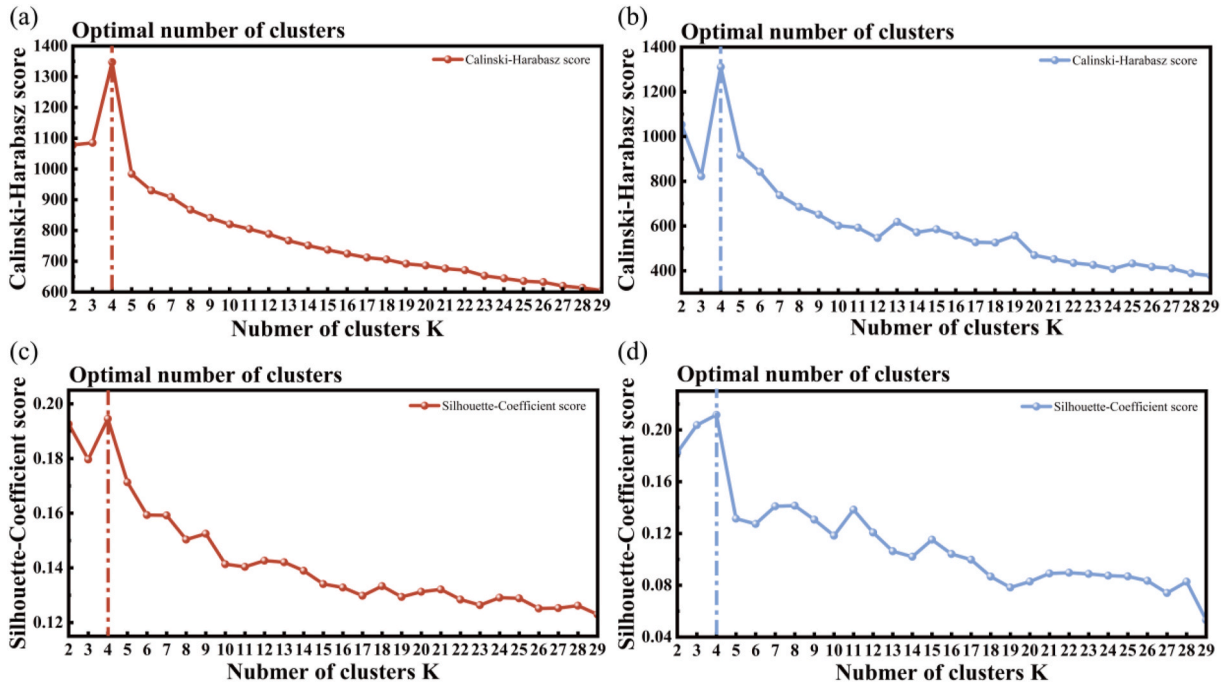 (a)
Optimal number of clusters
Calinski-Harabasz score
1400
1300
1200
1100
1000
900
800
700
600
Calinski-Harabasz score
2 3 4 5 6 7 8 9 10 11 12 13 14 15 16 17 18 19 20 21 22 23 24 25 26 27 28 29
Nubmer of clusters K
(b)
Optimal number of clusters
Calinski-Harabasz score
1400
1200
1000
800
600
400
Calinski-Harabasz score
2 3 4 5 6 7 8 9 10 11 12 13 14 15 16 17 18 19 20 21 22 23 24 25 26 27 28 29
Nubmer of clusters K
(c)
Optimal number of clusters
Silhouette-Coefficient score
0.20
0.18
0.16
0.14
0.12
Silhouette-Coefficient score
2 3 4 5 6 7 8 9 10 11 12 13 14 15 16 17 18 19 20 21 22 23 24 25 26 27 28 29
Nubmer of clusters K
(d)
Optimal number of clusters
Silhouette-Coefficient score
0.20
0.16
0.12
0.08
0.04
Silhouette-Coefficient score
2 3 4 5 6 7 8 9 10 11 12 13 14 15 16 17 18 19 20 21 22 23 24 25 26 27 28 29
Nubmer of clusters K